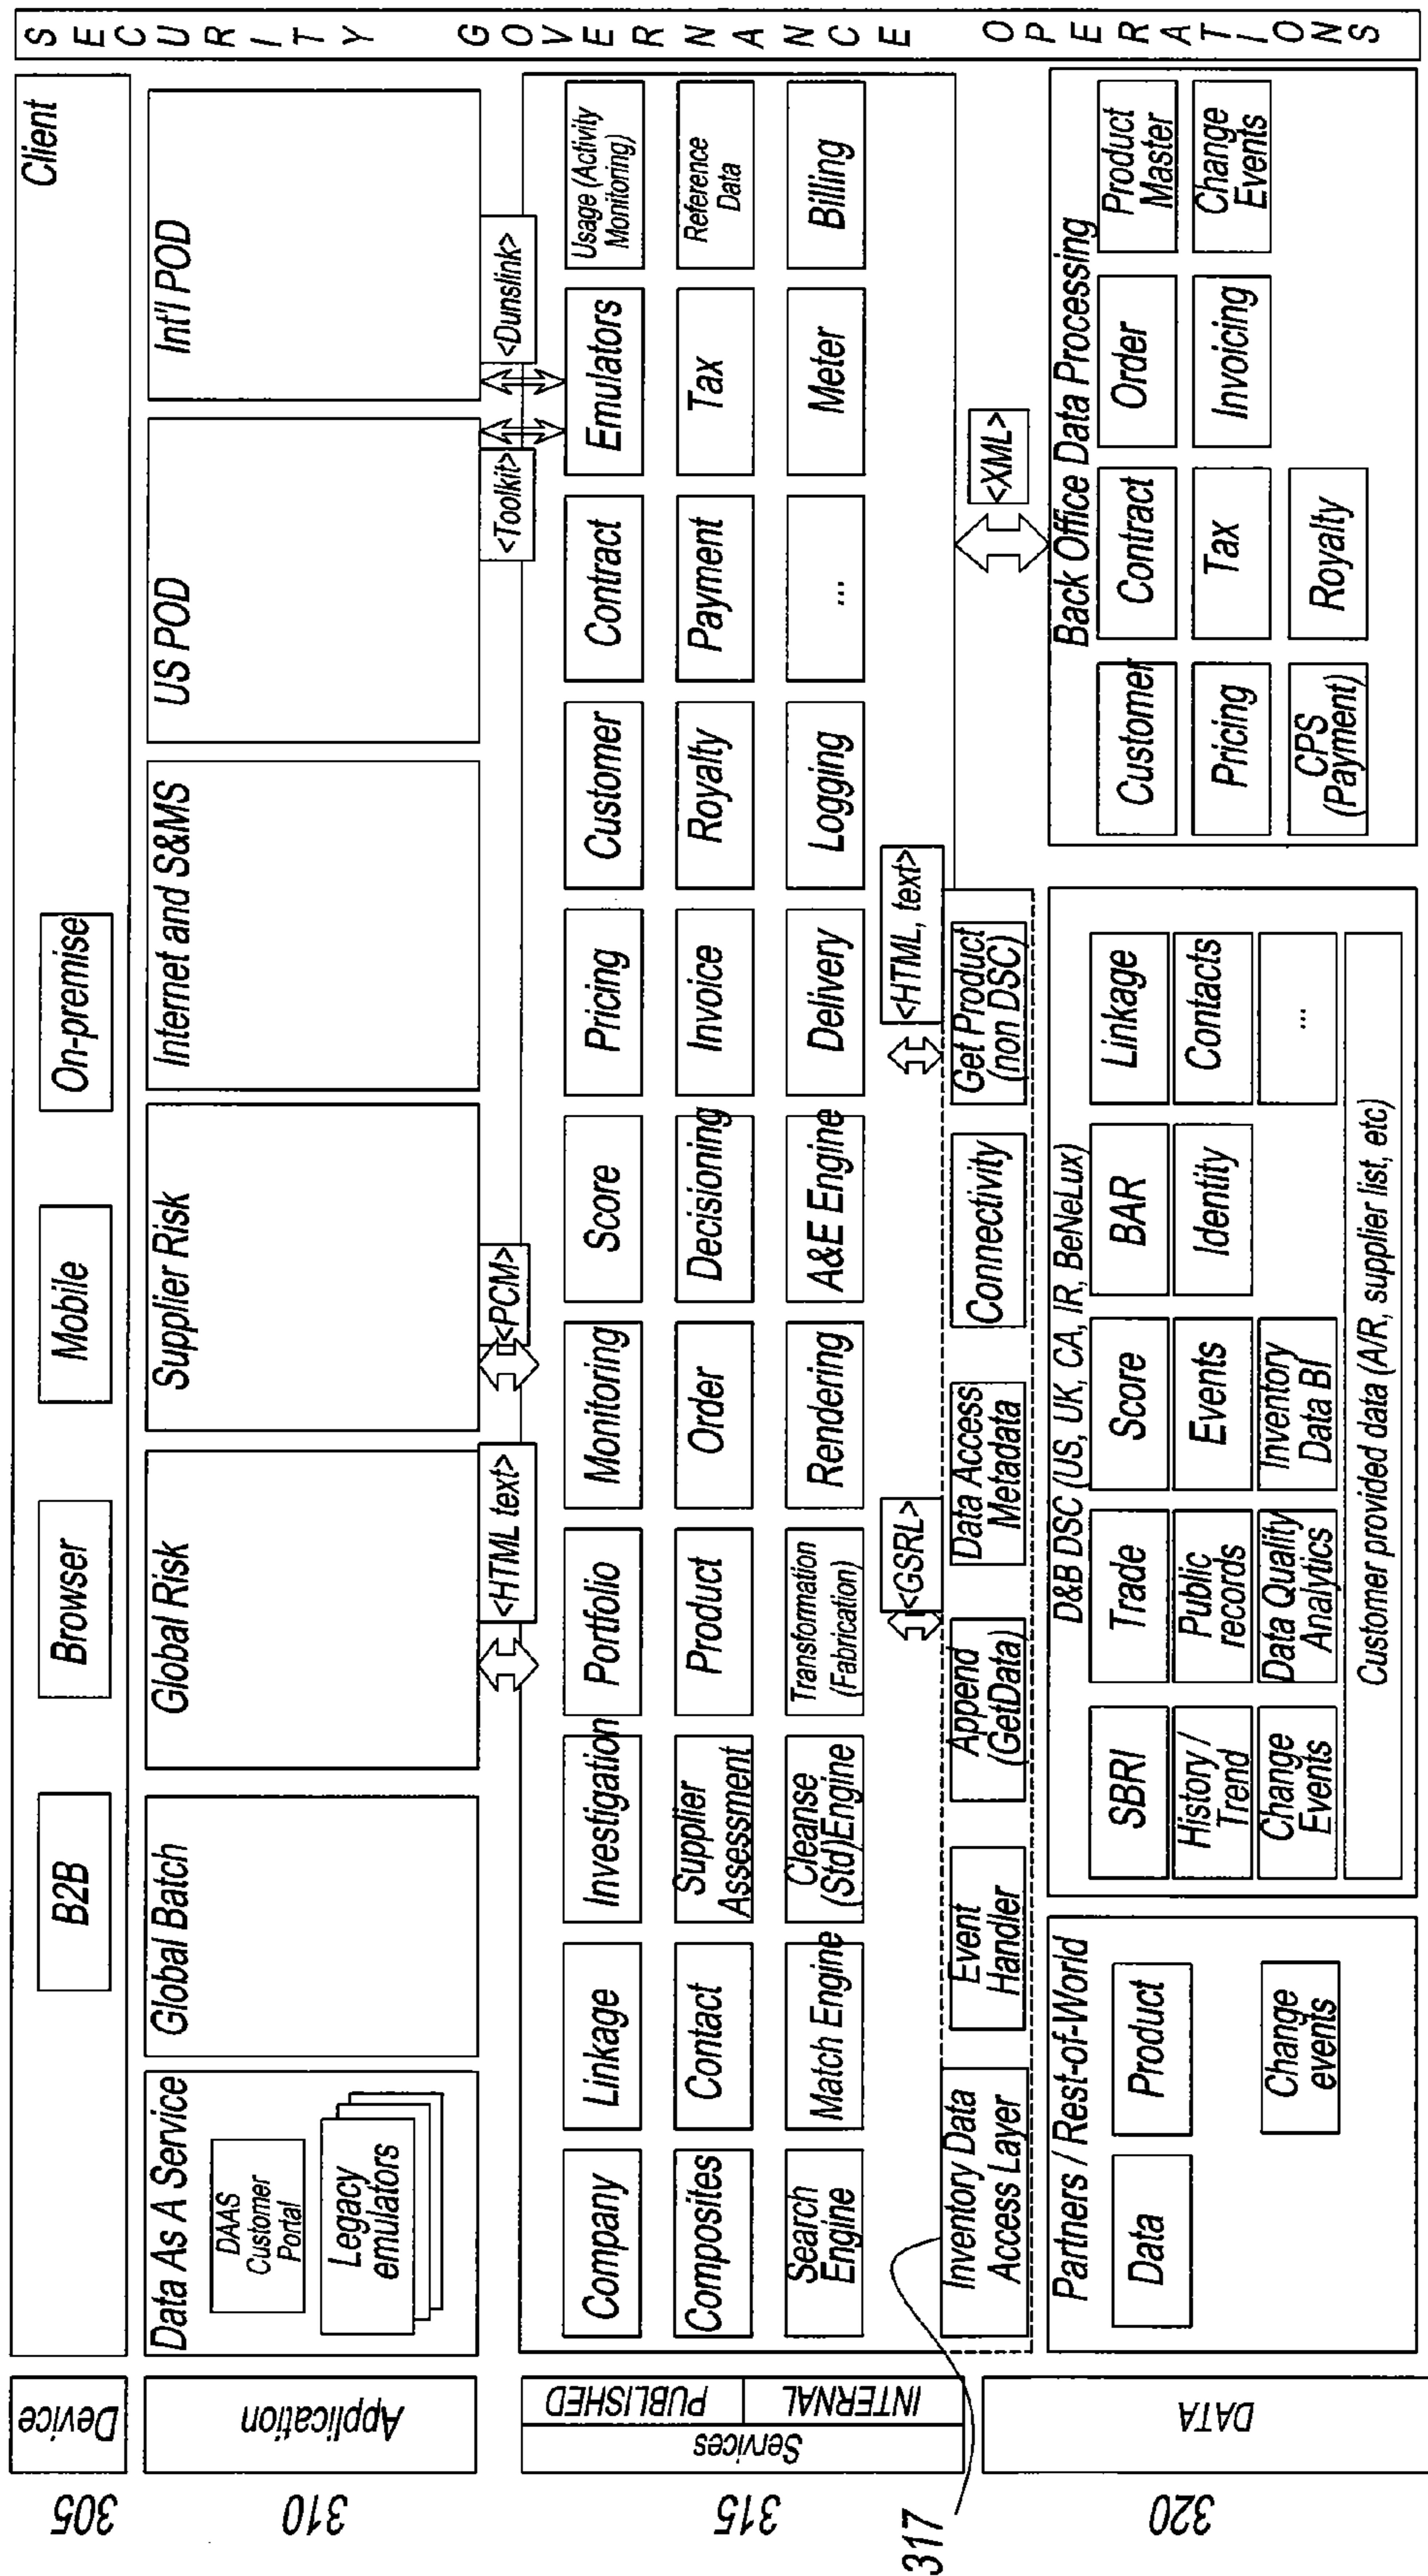 305
Device
Client
B2B
Browser
Mobile
On-premise
310
Application
Data As A Service
DAAS
Customer
Portal
Legacy
emulators
Global Batch
Global Risk
Supplier Risk
Internet and S&MS
US POD
Int'l POD
<HTML text>
<PCM>
<Toolkit>
<Dunslink>
315
Services
PUBLISHED
INTERNAL
Company
Linkage
Investigation
Portfolio
Monitoring
Score
Pricing
Customer
Contract
Emulators
Usage (Activity
Monitoring)
Composites
Contact
Supplier
Assessment
Product
Order
Decisioning
Invoice
Royalty
Payment
Tax
Reference
Data
Search
Engine
Match Engine
Cleanse
(Std)Engine
Transformation
(Fabrication)
Rendering
A&E Engine
Delivery
Logging
...
Meter
Billing
<GSRL>
<HTML, text>
<XML>
317
Inventory Data
Access Layer
Event
Handler
Append
(GetData)
Data Access
Metadata
Connectivity
Get Product
(non DSC)
320
DATA
Partners / Rest-of-World
Data
Product
Change
events
D&B DSC (US, UK, CA, IR, BeNeLux)
SBRI
Trade
Score
BAR
Linkage
History /
Trend
Public
records
Events
Identity
Contacts
Change
Events
Data Quality
Analytics
Inventory
Data BI
...
Customer provided data (A/R, supplier list, etc)
Back Office Data Processing
Customer
Contract
Order
Product
Master
Pricing
Tax
Invoicing
Change
Events
CPS
(Payment)
Royalty
SECURITY GOVERNANCE OPERATIONS